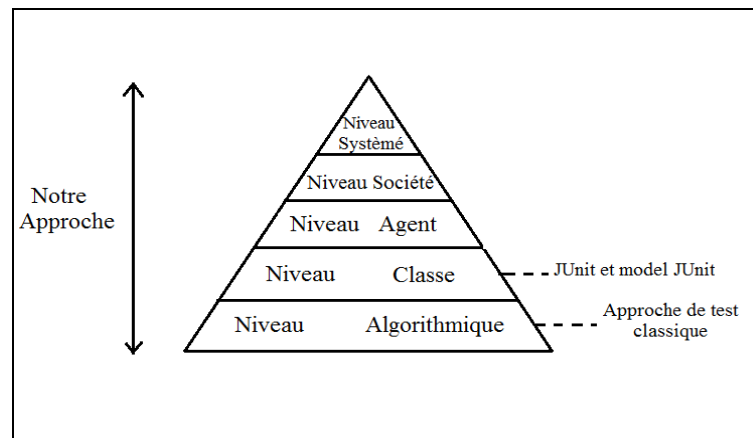 Niveau
Systèmé
Niveau Société
Notre
Approche
Niveau Agent
Niveau Classe
JUnit et model JUnit
Niveau Algorithmique
Approche de test
classique